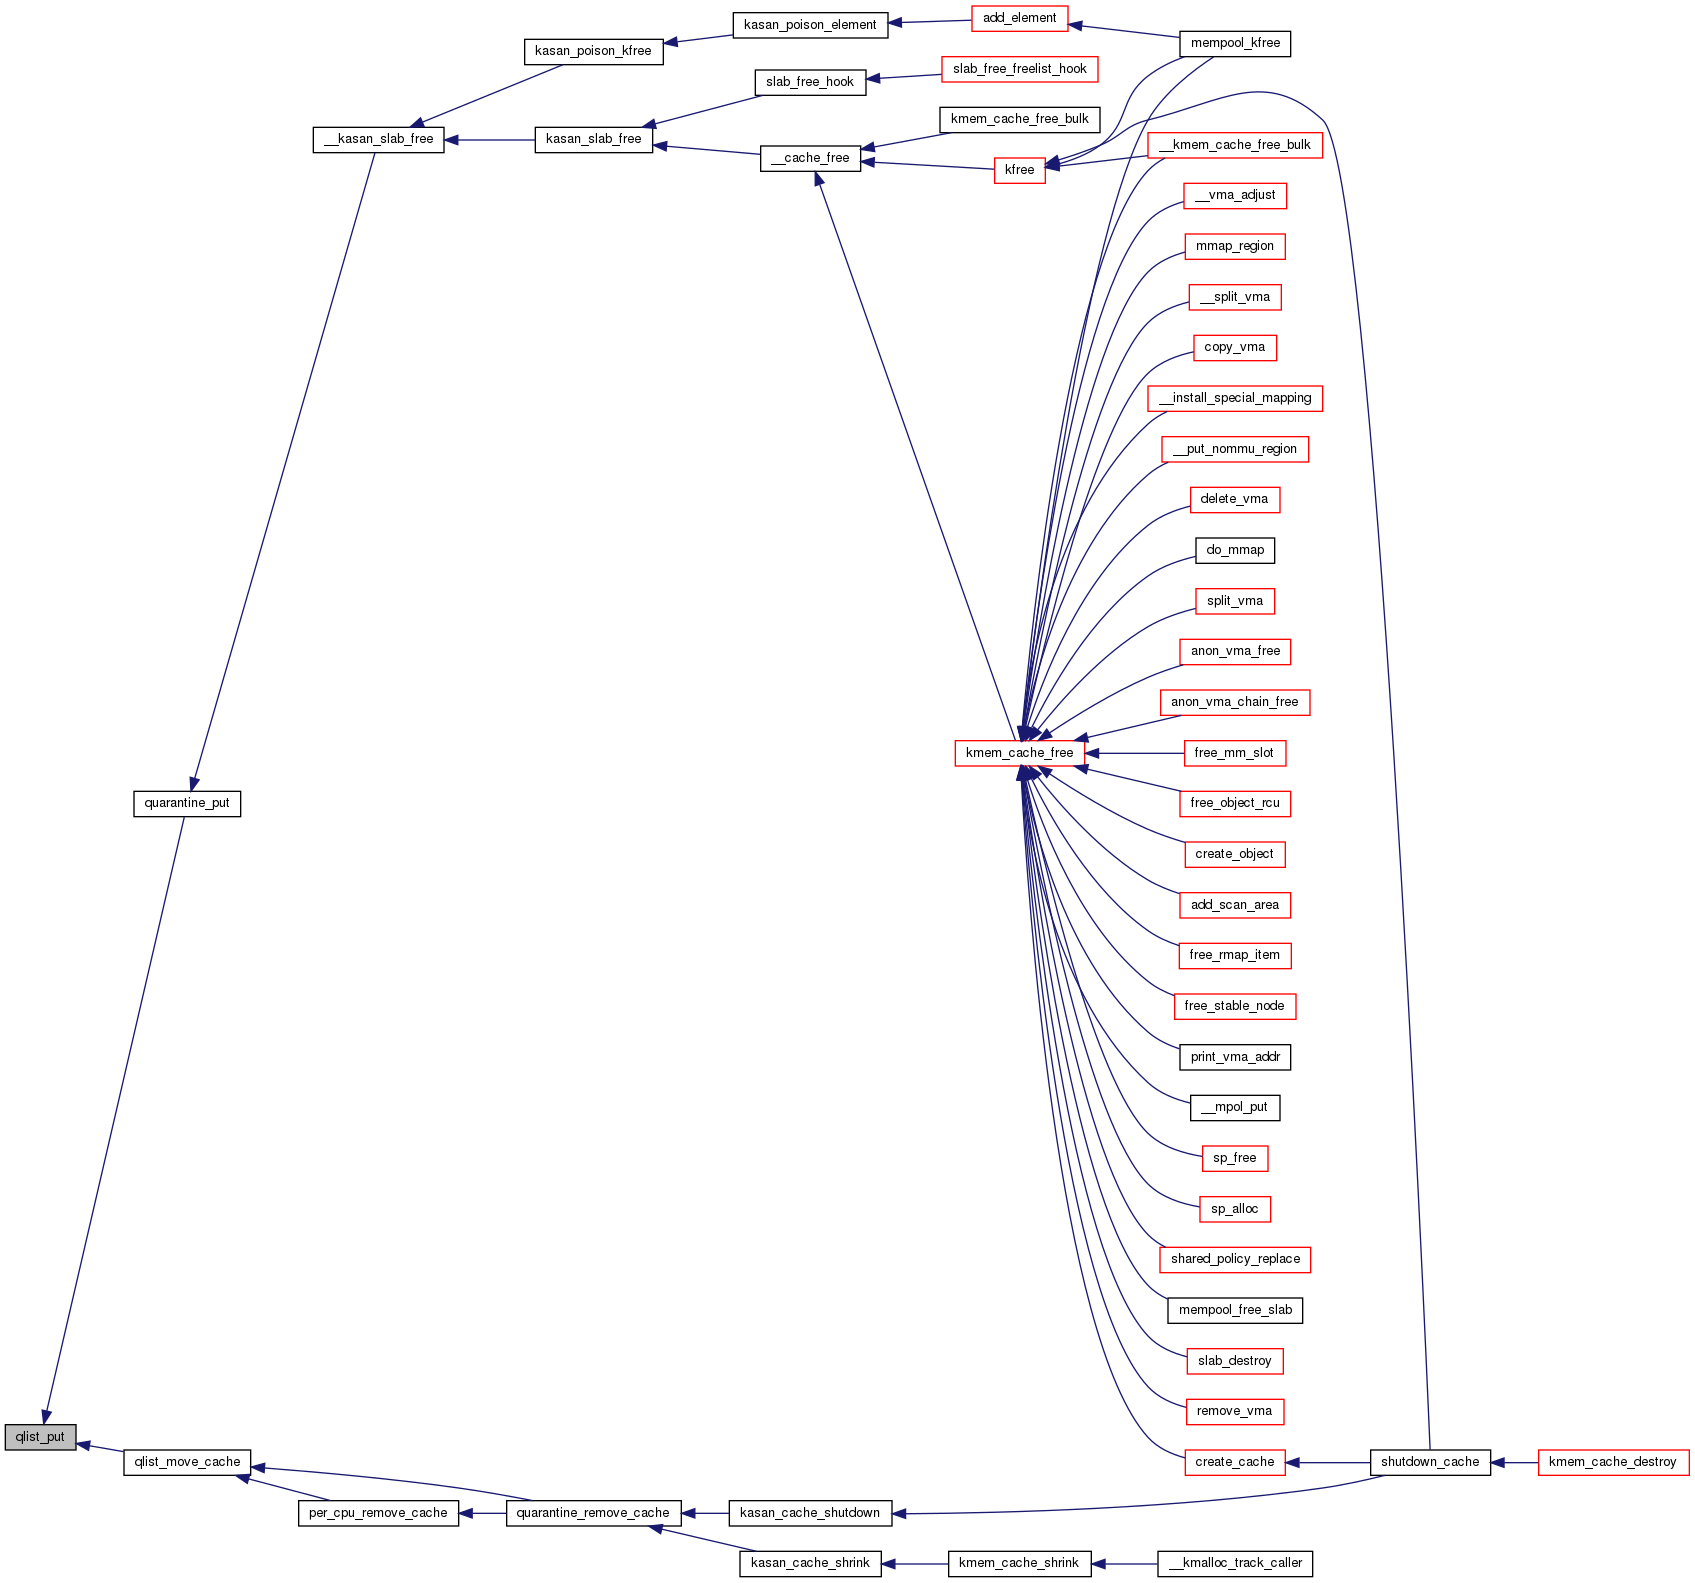 kasan_poison_element
add_element
mempool_kfree
kasan_poison_kfree
slab_free_hook
slab_free_freelist_hook
kmem_cache_free_bulk
__kasan_slab_free
kasan_slab_free
__cache_free
kfree
__kmem_cache_free_bulk
__vma_adjust
mmap_region
__split_vma
copy_vma
__install_special_mapping
__put_nommu_region
delete_vma
do_mmap
split_vma
anon_vma_free
anon_vma_chain_free
kmem_cache_free
free_mm_slot
quarantine_put
free_object_rcu
create_object
add_scan_area
free_rmap_item
free_stable_node
print_vma_addr
__mpol_put
sp_free
sp_alloc
shared_policy_replace
mempool_free_slab
slab_destroy
remove_vma
qlist_put
qlist_move_cache
create_cache
shutdown_cache
kmem_cache_destroy
per_cpu_remove_cache
quarantine_remove_cache
kasan_cache_shutdown
kasan_cache_shrink
kmem_cache_shrink
__kmalloc_track_caller